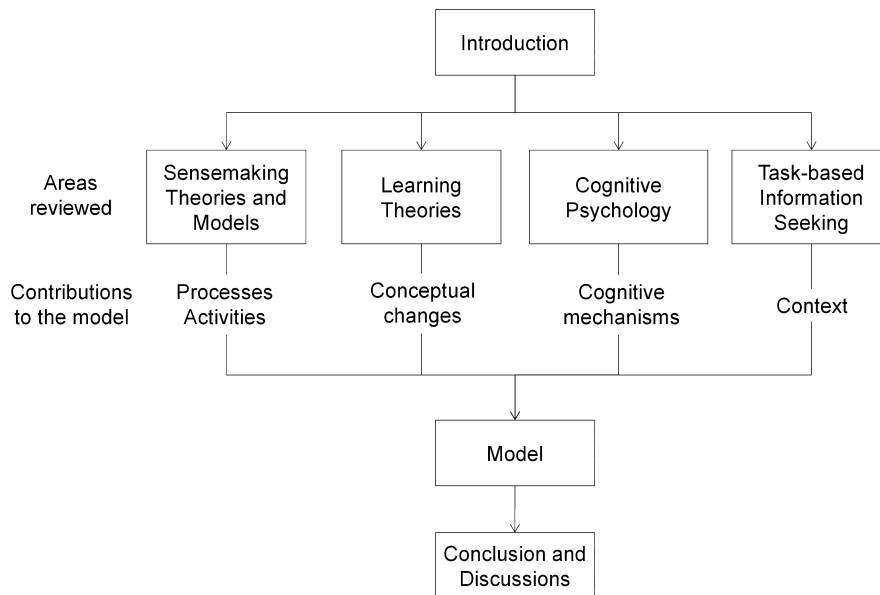 Introduction
Areas
reviewed
Sensemaking
Theories and
Models
Learning
Theories
Cognitive
Psychology
Task-based
Information
Seeking
Contributions
to the model
Processes
Activities
Conceptual
changes
Cognitive
mechanisms
Context
Model
Conclusion and
Discussions